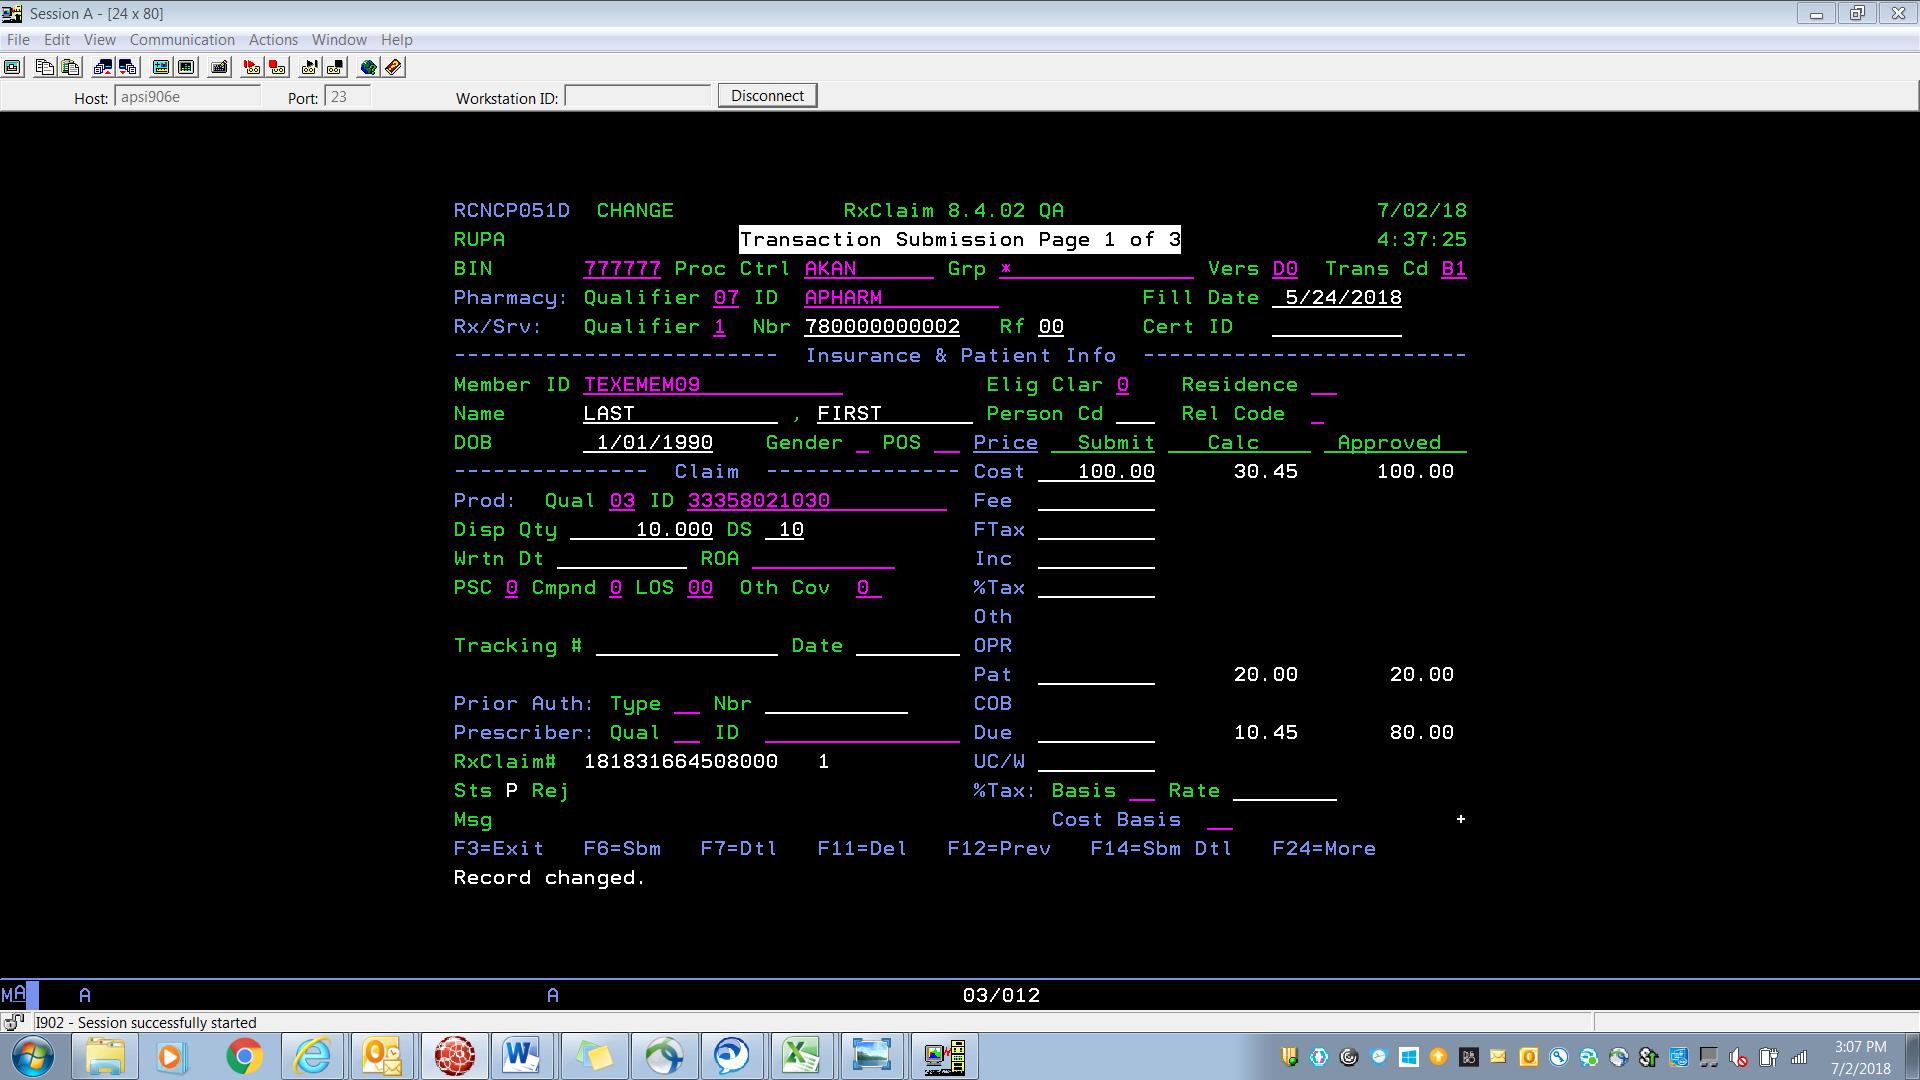 Session A - [24 x 80]
File Edit View Communication Actions Window Help
Host: apsi906e Port: 23 Workstation ID: Disconnect
RCNCP051D CHANGE RxClaim 8.4.02 QA 7/02/18
RUPA Transaction Submission Page 1 of 3 4:37:25
BIN 777777 Proc Ctrl AKAN Grp * Vers D0 Trans Cd B1
Pharmacy: Qualifier 07 ID APHARM Fill Date 5/24/2018
Rx/Srv: Qualifier 1 Nbr 780000000002 Rf 00 Cert ID
------------------------- Insurance & Patient Info -------------------------
Member ID TEXEMEM09 Elig Clar 0 Residence
Name LAST , FIRST Person Cd Rel Code
DOB 1/01/1990 Gender POS Price Submit Calc Approved
--------------- Claim --------------- Cost 100.00 30.45 100.00
Prod: Qual 03 ID 33358021030 Fee
Disp Qty 10.000 DS 10 FTax
Wrtn Dt ROA Inc
PSC 0 Cmpnd 0 LOS 00 Oth Cov 0 %Tax
Oth
Tracking # Date OPR
Pat 20.00 20.00
Prior Auth: Type Nbr COB
Prescriber: Qual ID Due 10.45 80.00
RxClaim# 181831664508000 1 UC/W
Sts P Rej %Tax: Basis Rate
Msg Cost Basis +
F3=Exit F6=Sbm F7=Dtl F11=Del F12=Prev F14=Sbm Dtl F24=More
Record changed.
MA A A 03/012
I902 - Session successfully started
3:07 PM
7/2/2018